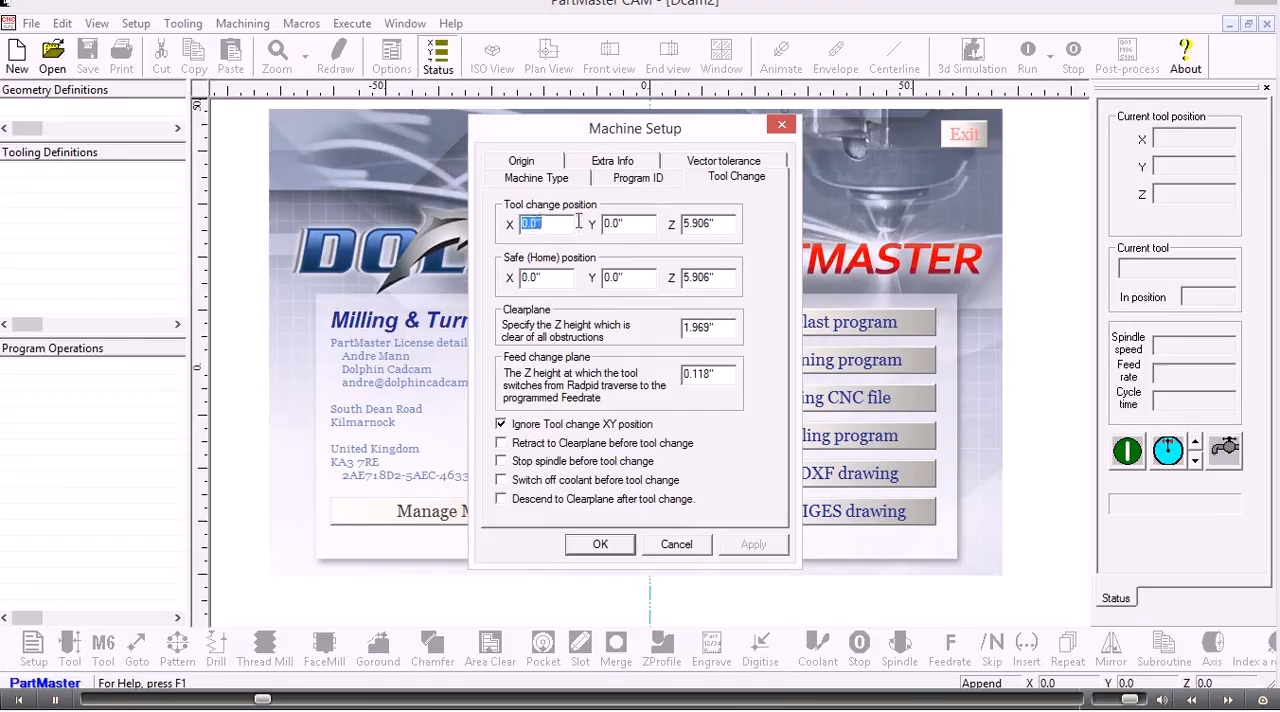 PartMaster CAM - [Dcam2]
File Edit View Setup Tooling Machining Macros Execute Window Help
New Open Save Print Cut Copy Paste Zoom Redraw Options Status ISO View Plan View Front view End view Window Animate Envelope Centerline 3d Simulation Run Stop Post-process About
Geometry Definitions
Tooling Definitions
Program Operations
-50 0 50
50
0
Exit
Milling & Turn
PartMaster License detail
Andre Mann
Dolphin Cadcam
andre@dolphincadcam
South Dean Road
Kilmarnock
United Kingdom
KA3 7RE
2AE718D2-5AEC-4633
Manage M
DOL
TMASTER
last program
ning program
ing CNC file
ling program
DXF drawing
IGES drawing
Machine Setup
Origin Extra Info Vector tolerance
Machine Type Program ID Tool Change
Tool change position
X 0.0" Y 0.0" Z 5.906"
Safe (Home) position
X 0.0" Y 0.0" Z 5.906"
Clearplane
Specify the Z height which is
clear of all obstructions
1.969"
Feed change plane
The Z height at which the tool
switches from Radpid traverse to the
programmed Feedrate
0.118"
Ignore Tool change XY position
Retract to Clearplane before tool change
Stop spindle before tool change
Switch off coolant before tool change
Descend to Clearplane after tool change.
OK Cancel Apply
Current tool position
X
Y
Z
Current tool
In position
Spindle
speed
Feed
rate
Cycle
time
Status
Setup Tool Tool Goto Pattern Drill Thread Mill FaceMill Goround Chamfer Area Clear Pocket Slot Merge ZProfile Engrave Digitise Coolant Stop Spindle Feedrate Skip Insert Repeat Mirror Subroutine Axis Index a r
PartMaster For Help, press F1 Append X 0.0 Y 0.0 Z 0.0